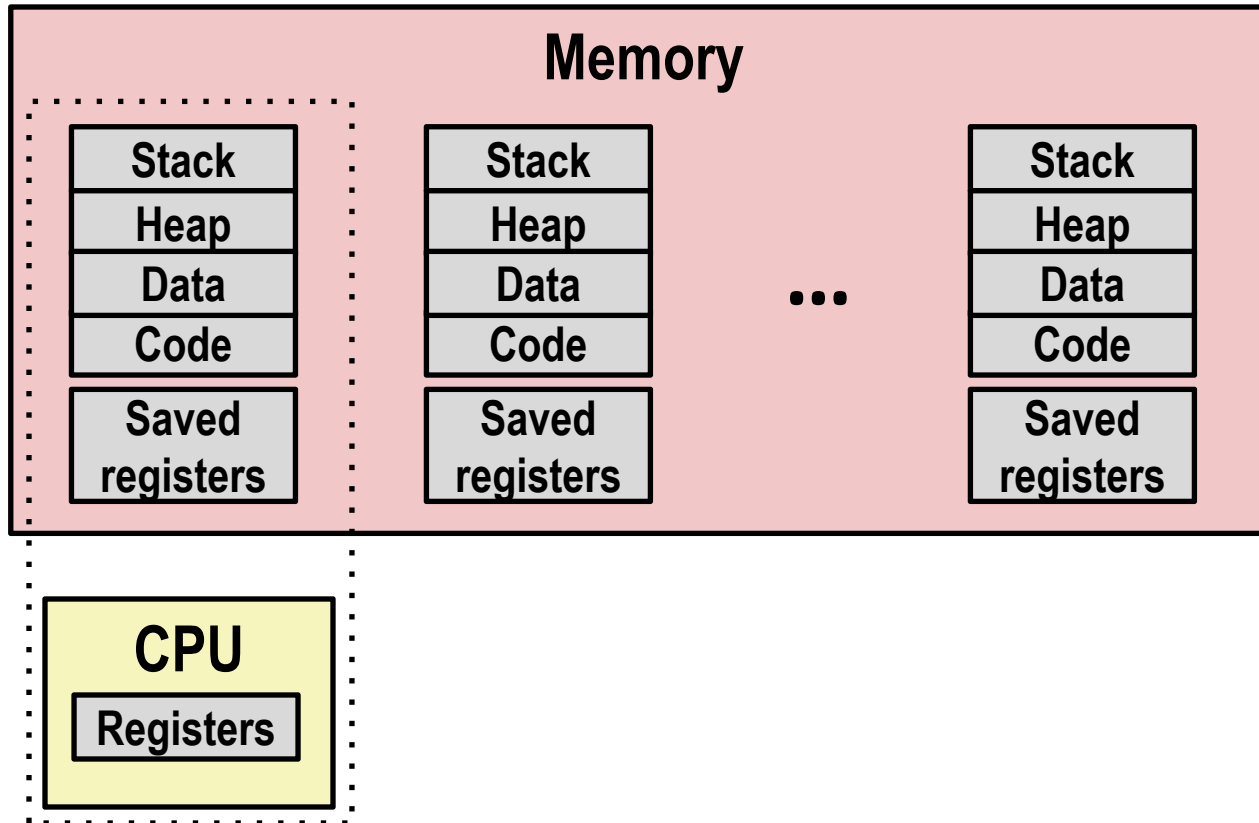 Memory
Stack
Heap
Data
Code
Saved
registers
Stack
Heap
Data
Code
Saved
registers
...
Stack
Heap
Data
Code
Saved
registers
CPU
Registers